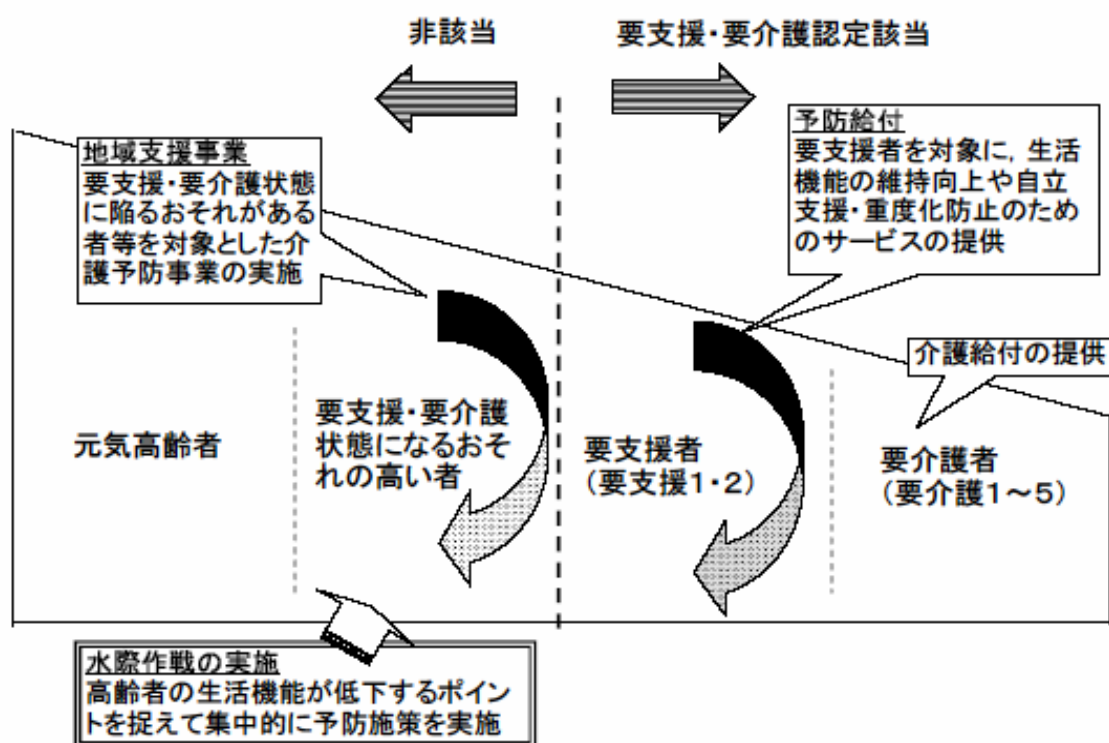 非該当
要支援・要介護認定該当
地域支援事業
要支援・要介護状態
に陥るおそれがある
者等を対象とした介
護予防事業の実施
予防給付
要支援者を対象に，生活
機能の維持向上や自立
支援・重度化防止のため
のサービスの提供
介護給付の提供
元気高齢者
要支援・要介護
状態になるおそ
れの高い者
要支援者
（要支援１・２）
要介護者
（要介護１～５）
水際作戦の実施
高齢者の生活機能が低下するポイン
トを捉えて集中的に予防施策を実施